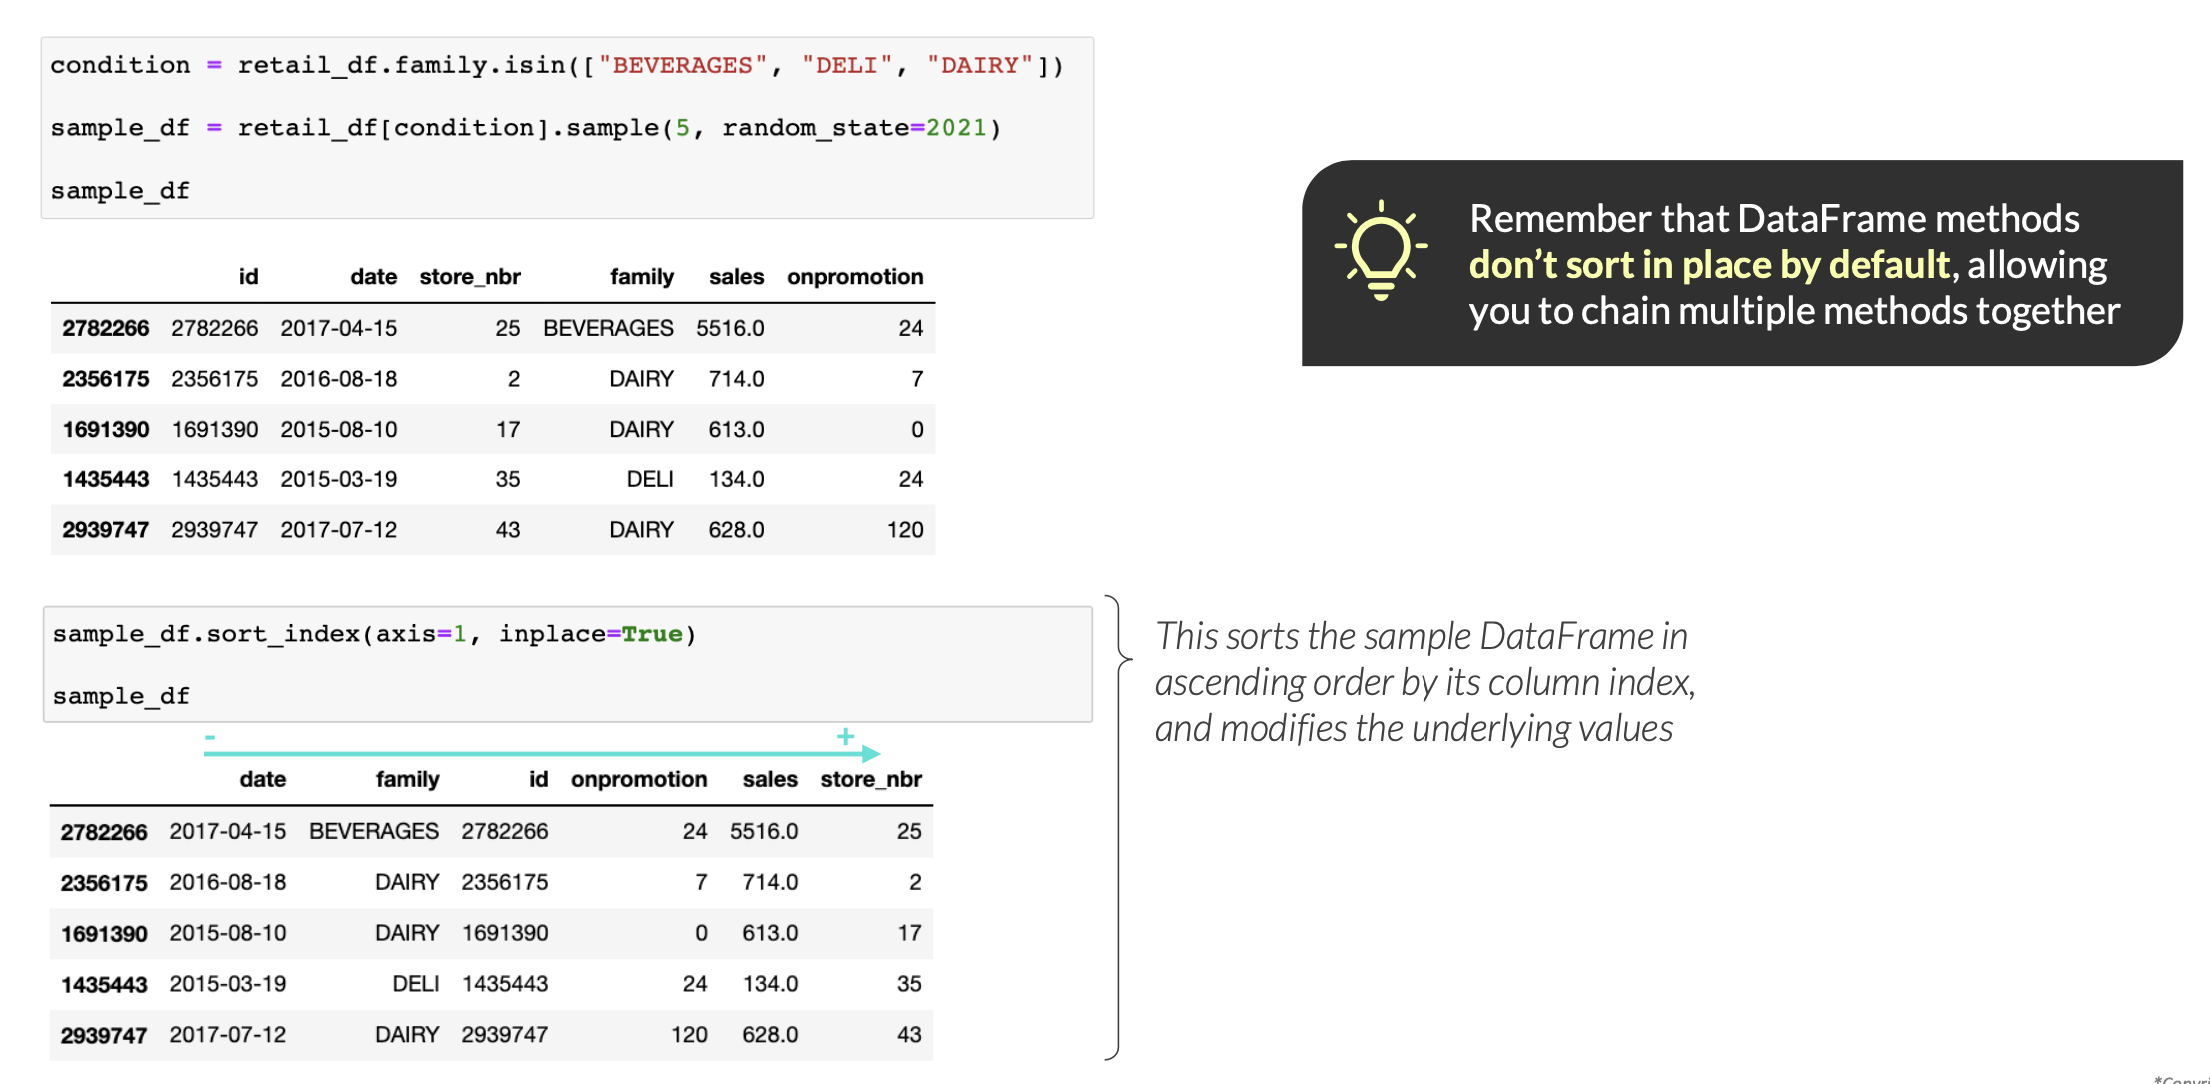 condition = retail_df.family.isin(["BEVERAGES", "DELI", "DAIRY"])
sample_df = retail_df[condition].sample(5, random_state=2021)
sample_df
id date store_nbr family sales onpromotion
2782266 2782266 2017-04-15 25 BEVERAGES 5516.0 24
2356175 2356175 2016-08-18 2 DAIRY 714.0 7
1691390 1691390 2015-08-10 17 DAIRY 613.0 0
1435443 1435443 2015-03-19 35 DELI 134.0 24
2939747 2939747 2017-07-12 43 DAIRY 628.0 120
Remember that DataFrame methods
don't sort in place by default, allowing
you to chain multiple methods together
sample_df.sort_index(axis=1, inplace=True)
sample_df
- +
date family id onpromotion sales store_nbr
2782266 2017-04-15 BEVERAGES 2782266 24 5516.0 25
2356175 2016-08-18 DAIRY 2356175 7 714.0 2
1691390 2015-08-10 DAIRY 1691390 0 613.0 17
1435443 2015-03-19 DELI 1435443 24 134.0 35
2939747 2017-07-12 DAIRY 2939747 120 628.0 43
This sorts the sample DataFrame in
ascending order by its column index,
and modifies the underlying values